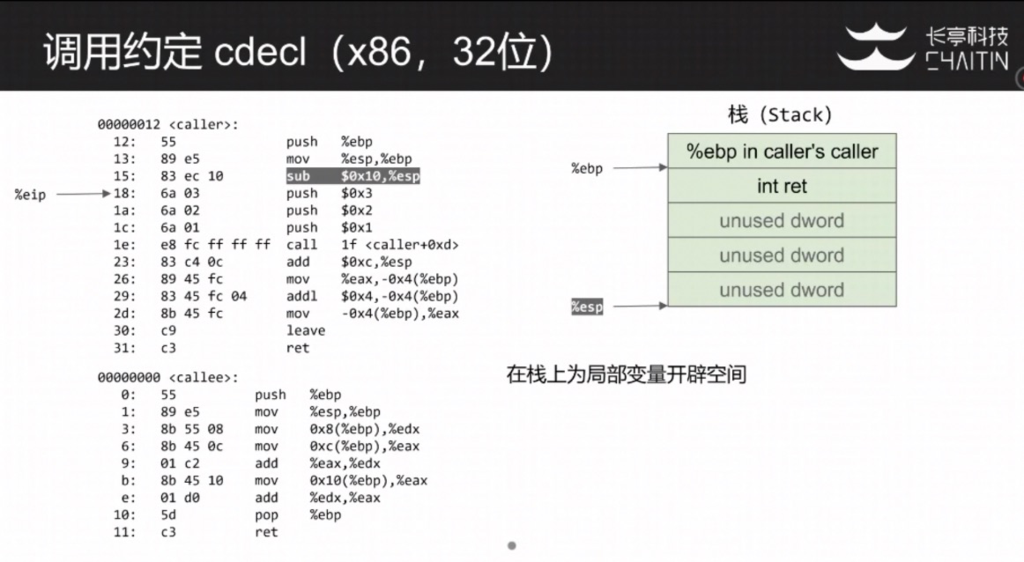 调用约定 cdecl（x86，32位）
长亭科技
CHAITIN
00000012 <caller>:
12: 55 push %ebp
13: 89 e5 mov %esp,%ebp
15: 83 ec 10 sub $0x10,%esp
%eip
18: 6a 03 push $0x3
1a: 6a 02 push $0x2
1c: 6a 01 push $0x1
1e: e8 fc ff ff ff call 1f <caller+0xd>
23: 83 c4 0c add $0xc,%esp
26: 89 45 fc mov %eax,-0x4(%ebp)
29: 83 45 fc 04 addl $0x4,-0x4(%ebp)
2d: 8b 45 fc mov -0x4(%ebp),%eax
30: c9 leave
31: c3 ret
00000000 <callee>:
0: 55 push %ebp
1: 89 e5 mov %esp,%ebp
3: 8b 55 08 mov 0x8(%ebp),%edx
6: 8b 45 0c mov 0xc(%ebp),%eax
9: 01 c2 add %eax,%edx
b: 8b 45 10 mov 0x10(%ebp),%eax
e: 01 d0 add %edx,%eax
10: 5d pop %ebp
11: c3 ret
栈（Stack）
%ebp in caller's caller
%ebp
int ret
unused dword
unused dword
unused dword
%esp
在栈上为局部变量开辟空间